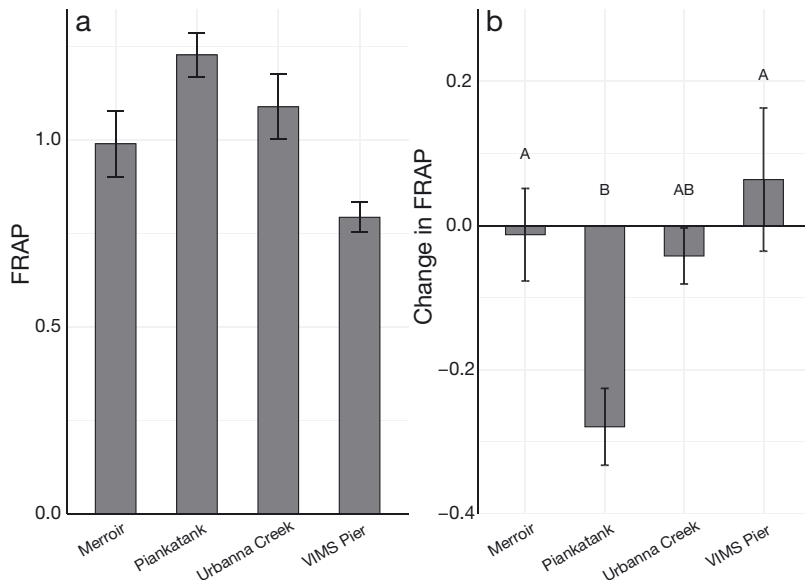 a
FRAP
1.0
0.5
0.0
Merroir
Piankatank
Urbanna Creek
VIMS Pier
b
Change in FRAP
0.2
0.0
−0.2
−0.4
A
B
AB
A
Merroir
Piankatank
Urbanna Creek
VIMS Pier